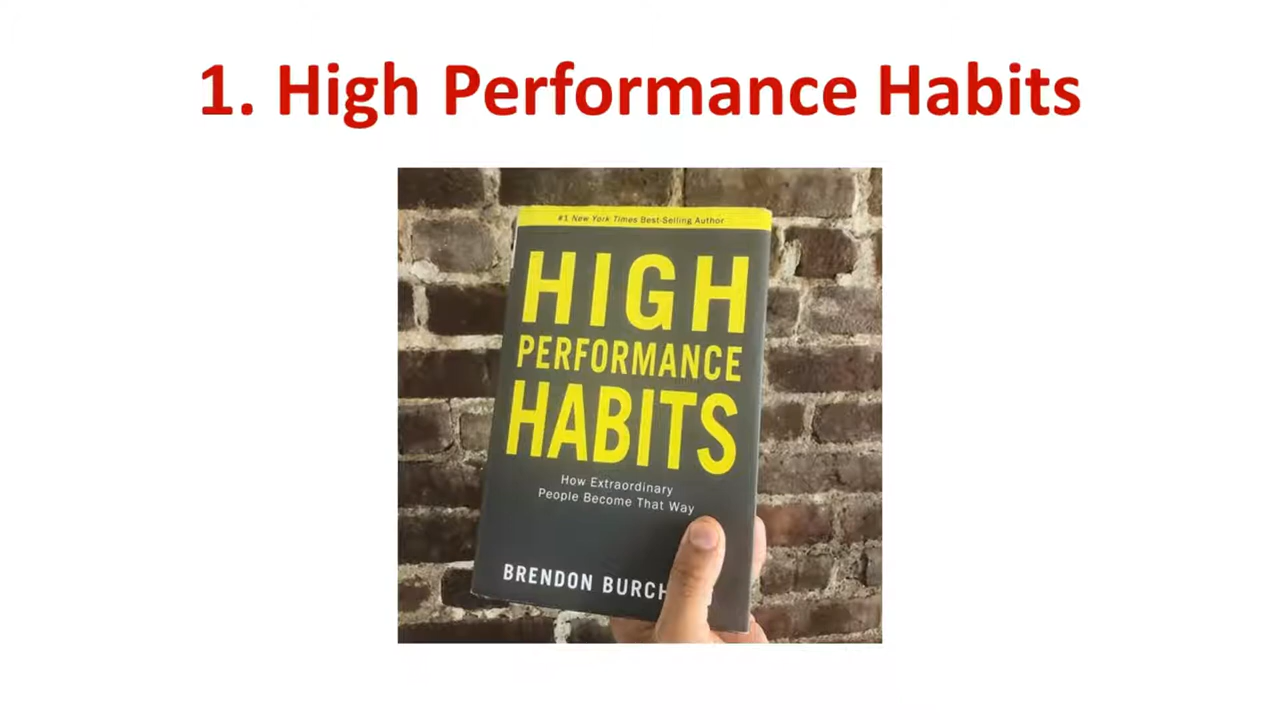 1. High Performance Habits
#1 New York Times Best-Selling Author
HIGH
PERFORMANCE
HABITS
How Extraordinary
People Become That Way
BRENDON BURCH